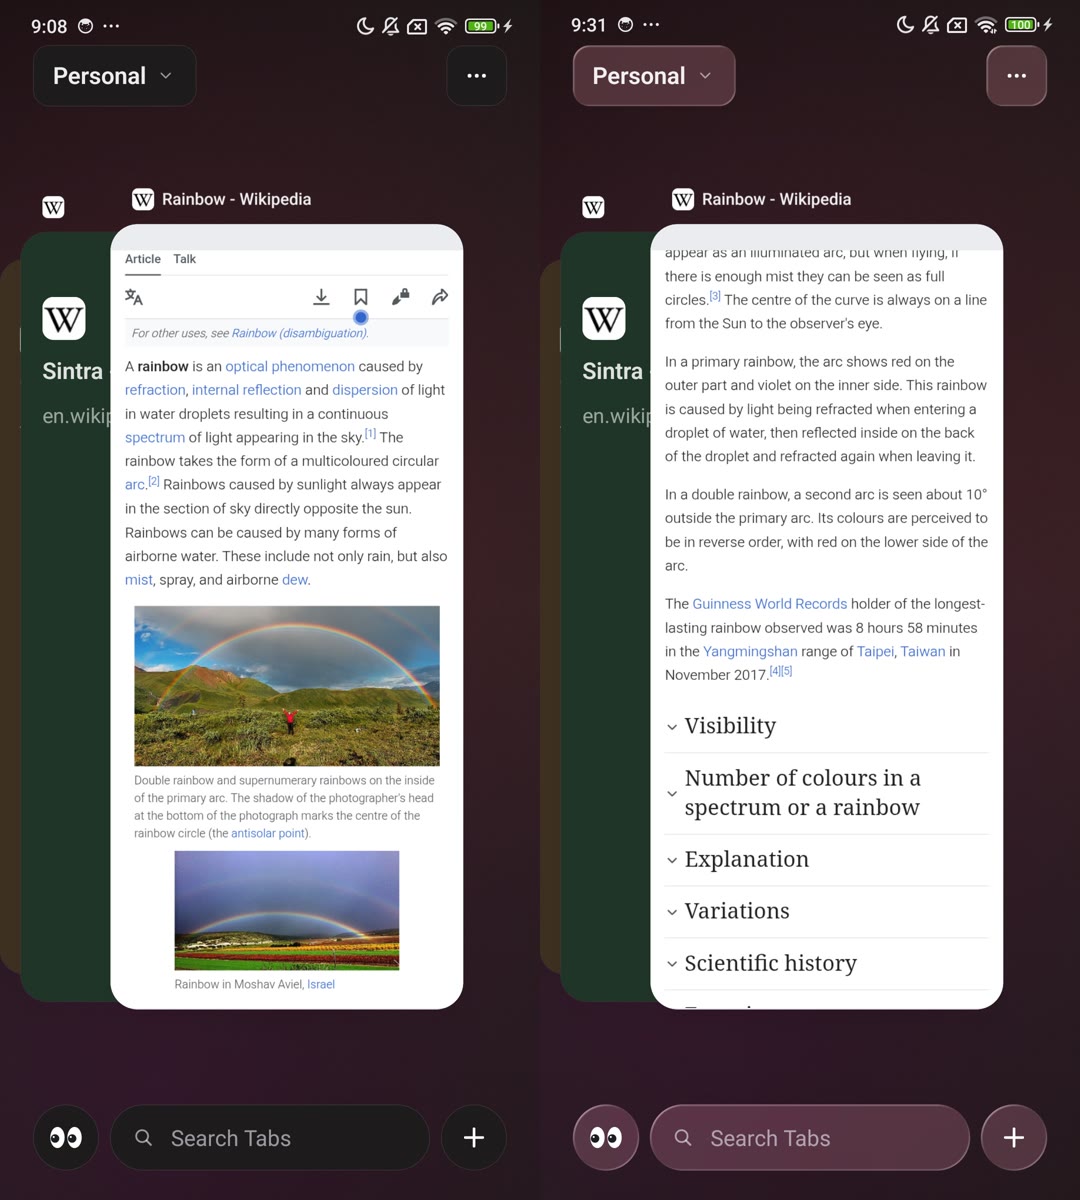 9:08
99
Personal
W
W Rainbow - Wikipedia
W
Sintra
en.wikip
Article Talk
For other uses, see Rainbow (disambiguation).
A rainbow is an optical phenomenon caused by
refraction, internal reflection and dispersion of light
in water droplets resulting in a continuous
spectrum of light appearing in the sky.[1] The
rainbow takes the form of a multicoloured circular
arc.[2] Rainbows caused by sunlight always appear
in the section of sky directly opposite the sun.
Rainbows can be caused by many forms of
airborne water. These include not only rain, but also
mist, spray, and airborne dew.
Double rainbow and supernumerary rainbows on the inside
of the primary arc. The shadow of the photographer's head
at the bottom of the photograph marks the centre of the
rainbow circle (the antisolar point).
Rainbow in Moshav Aviel, Israel
Search Tabs
9:31
100
Personal
W
W Rainbow - Wikipedia
W
Sintra
en.wikip
appear as an illuminated arc, but when flying, if
there is enough mist they can be seen as full
circles.[3] The centre of the curve is always on a line
from the Sun to the observer's eye.
In a primary rainbow, the arc shows red on the
outer part and violet on the inner side. This rainbow
is caused by light being refracted when entering a
droplet of water, then reflected inside on the back
of the droplet and refracted again when leaving it.
In a double rainbow, a second arc is seen about 10°
outside the primary arc. Its colours are perceived to
be in reverse order, with red on the lower side of the
arc.
The Guinness World Records holder of the longest-
lasting rainbow observed was 8 hours 58 minutes
in the Yangmingshan range of Taipei, Taiwan in
November 2017.[4][5]
Visibility
Number of colours in a
spectrum or a rainbow
Explanation
Variations
Scientific history
Search Tabs